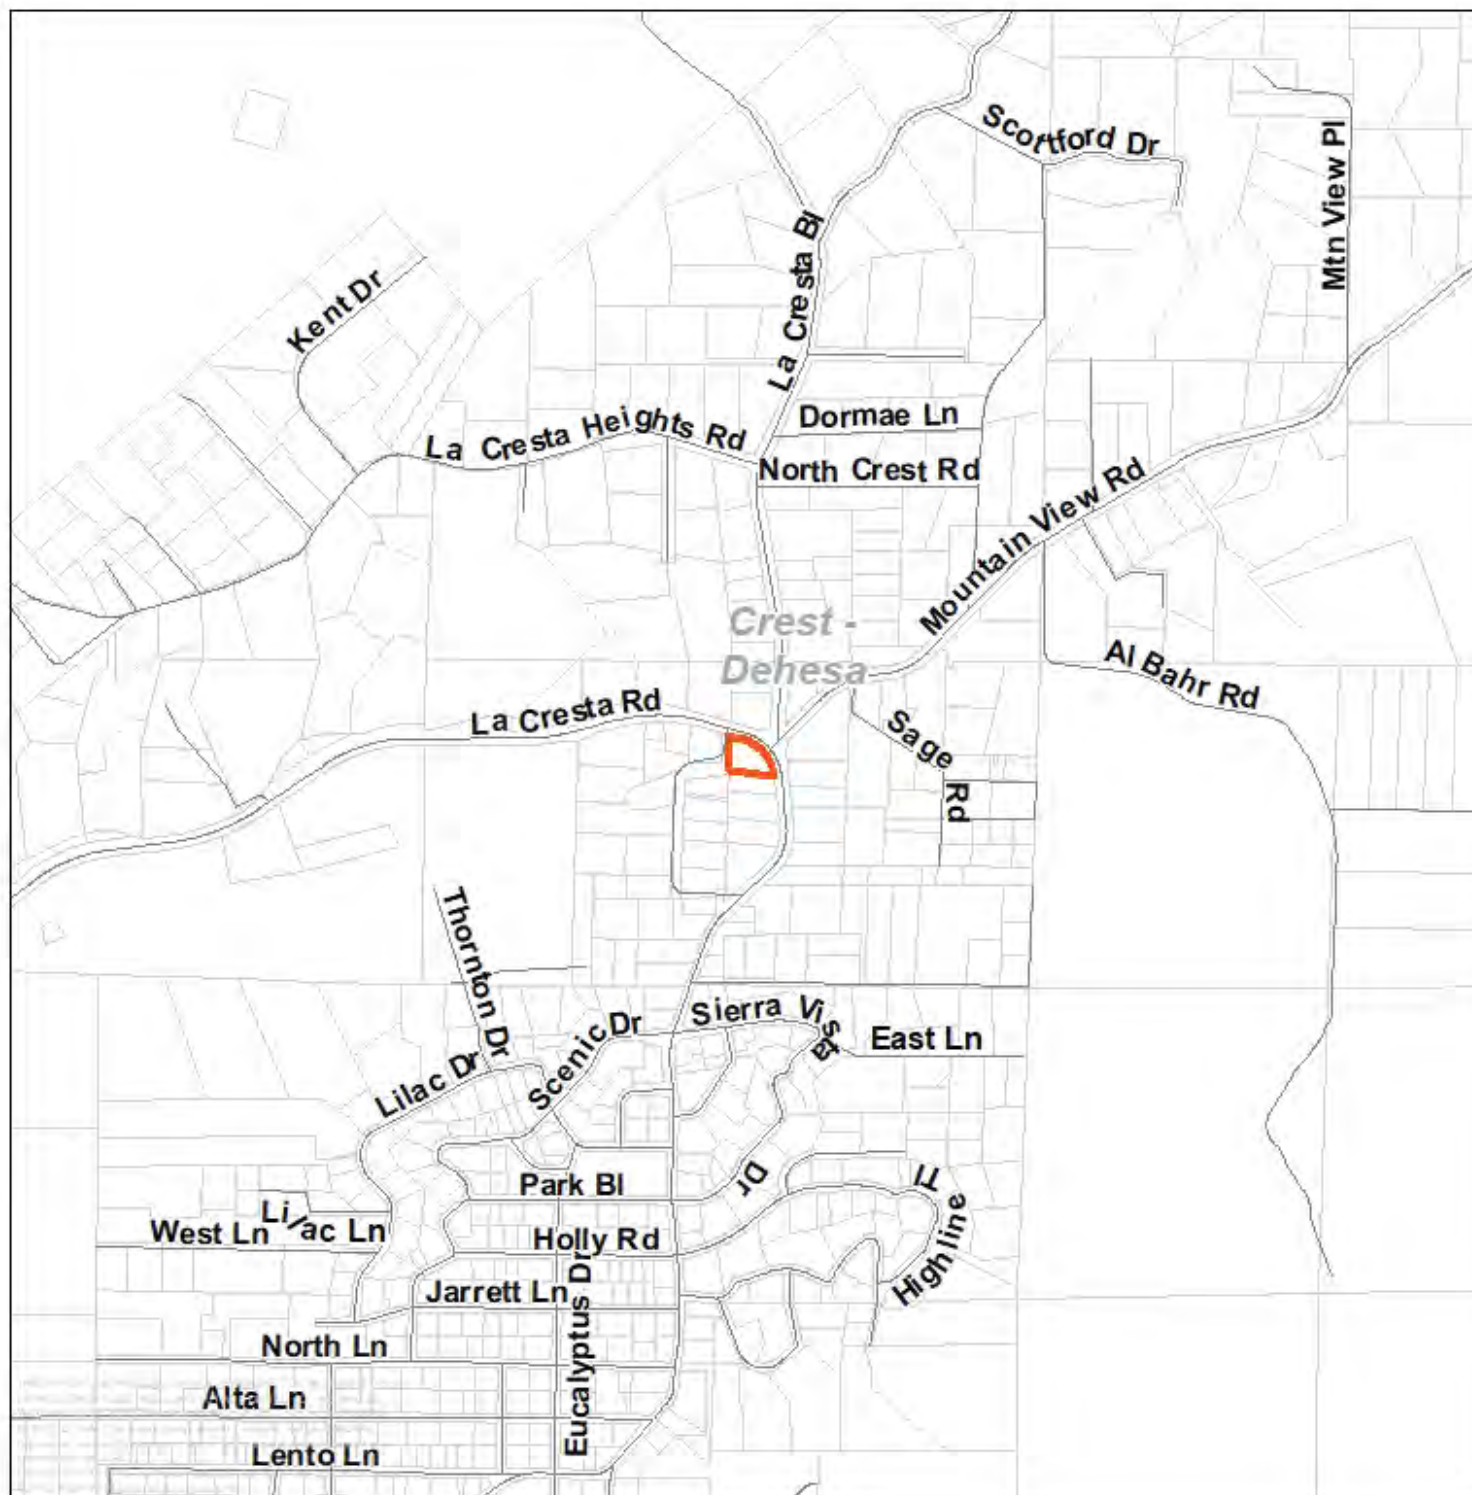 Scottford Dr
Mtn View Pl
La Cresta Bl
Kent Dr
La Cresta Heights Rd
Dormae Ln
North Crest Rd
Mountain View Rd
Crest -
Dehesa
Al Bahr Rd
La Cresta Rd
Sage Rd
Thornton Dr
Scenic Dr
Sierra Vista Dr
East Ln
Lilac Dr
Park Bl
Highline Tl
Lilac Ln
West Ln
Holly Rd
Jarrett Ln
Eucalyptus Dr
North Ln
Alta Ln
Lento Ln